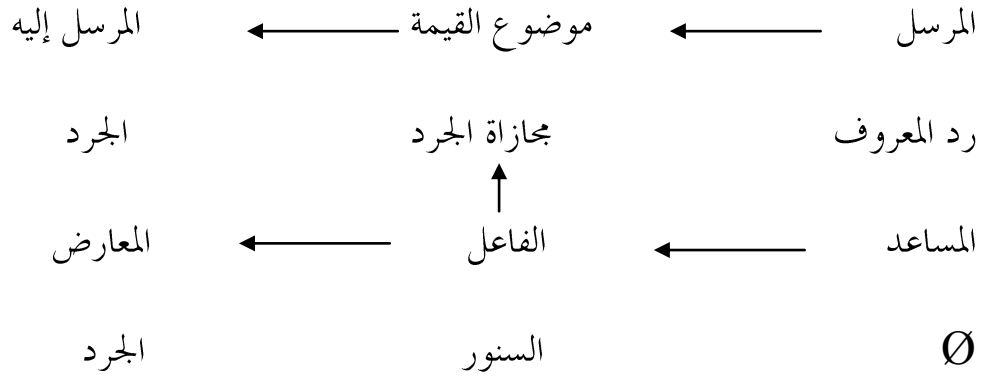 المرسل موضوع القيمة المرسل إليه
رد المعروف مجازاة الجرد الجرد
المساعد الفاعل المعارض
Ø السنور الجرد